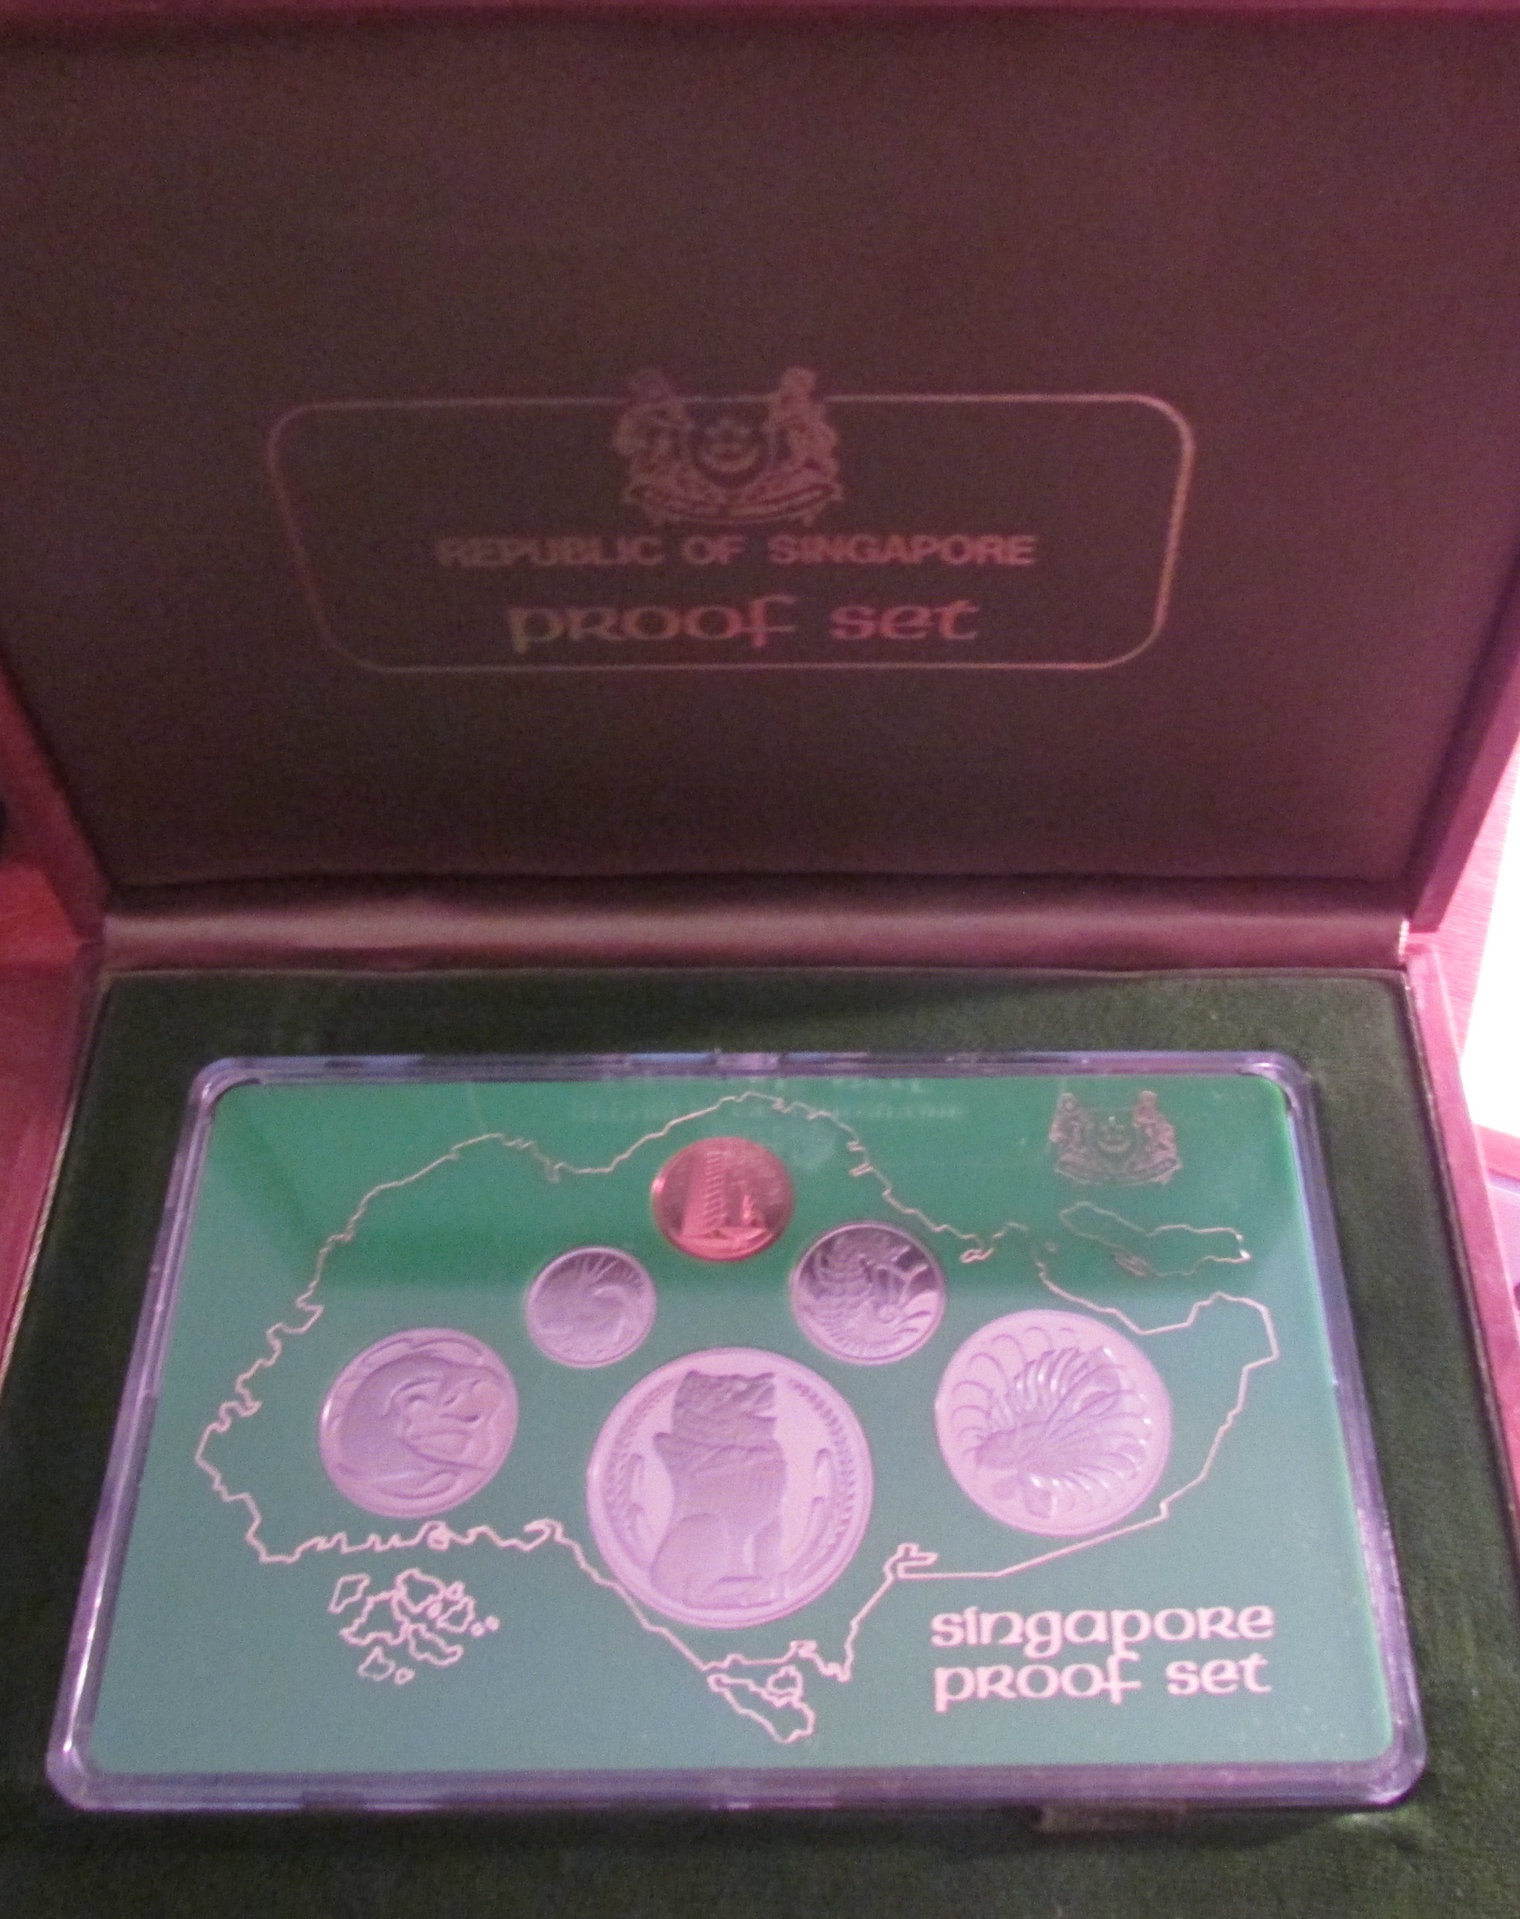 REPUBLIC OF SINGAPORE
proof set
singapore
proof set